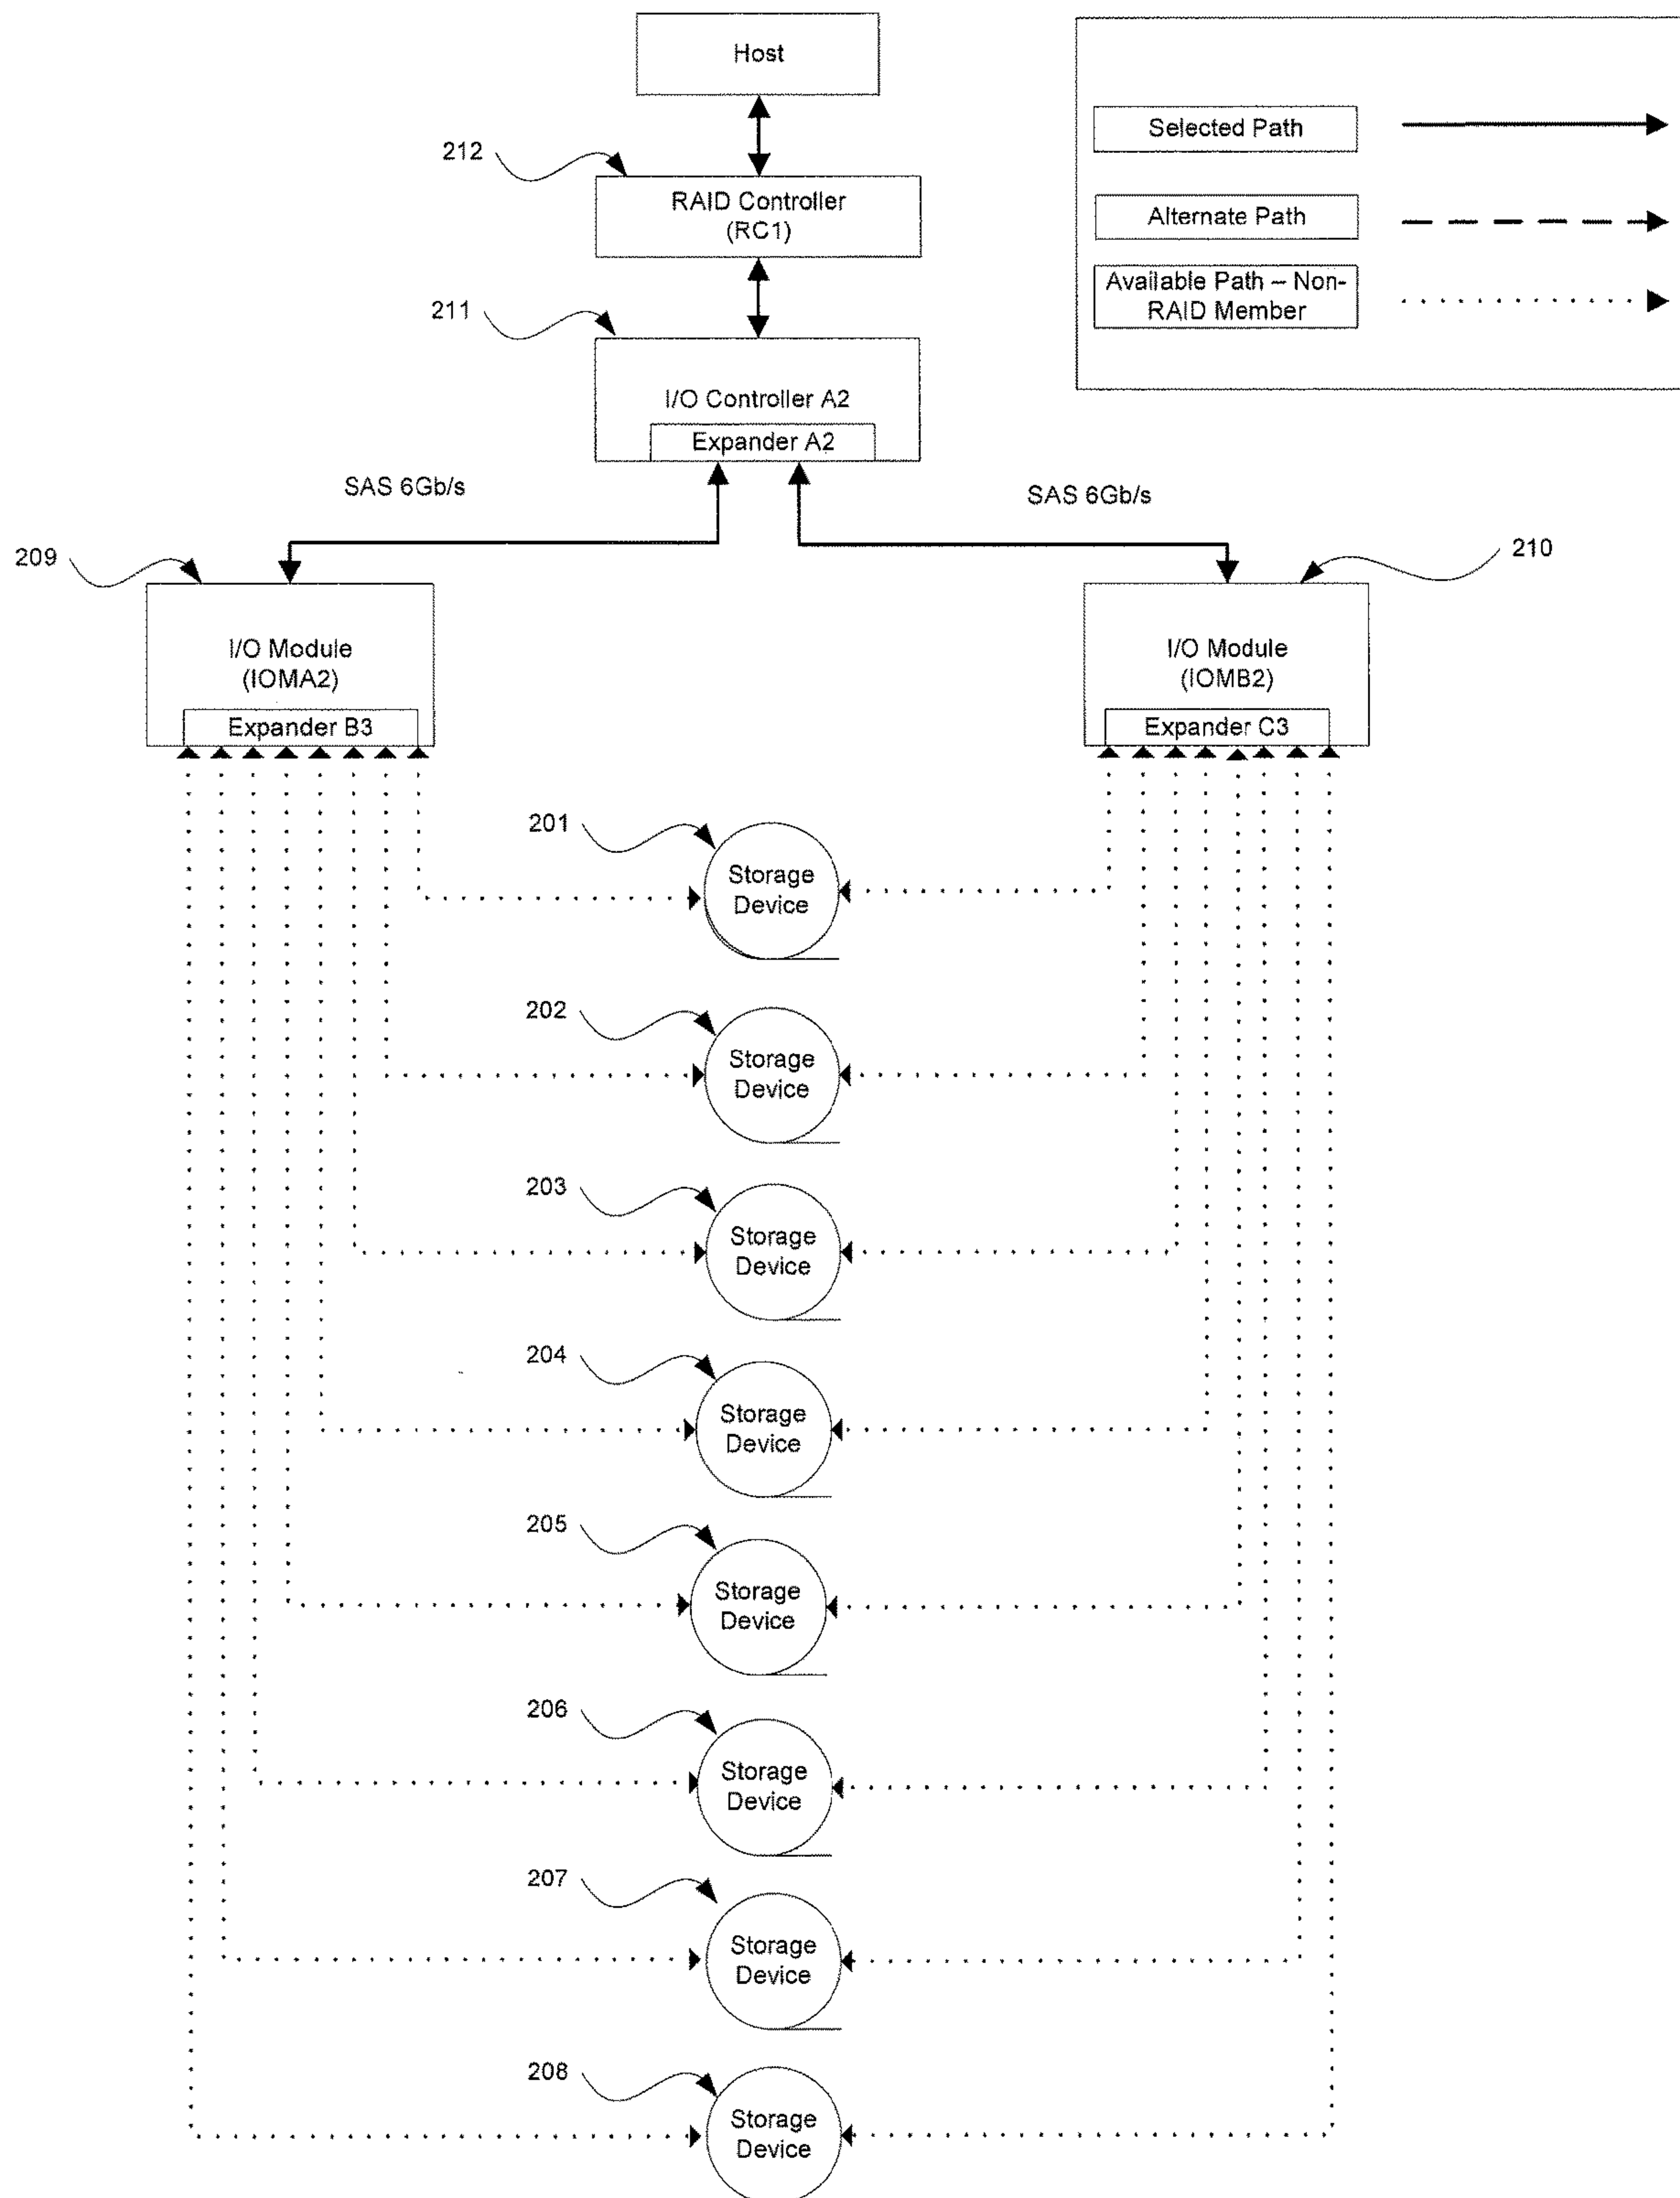 Host
212
RAID Controller
(RC1)
211
I/O Controller A2
Expander A2
Selected Path
Alternate Path
Available Path – Non-
RAID Member
SAS 6Gb/s
SAS 6Gb/s
209
210
I/O Module
(IOMA2)
Expander B3
I/O Module
(IOMB2)
Expander C3
201
Storage
Device
202
Storage
Device
203
Storage
Device
204
Storage
Device
205
Storage
Device
206
Storage
Device
207
Storage
Device
208
Storage
Device